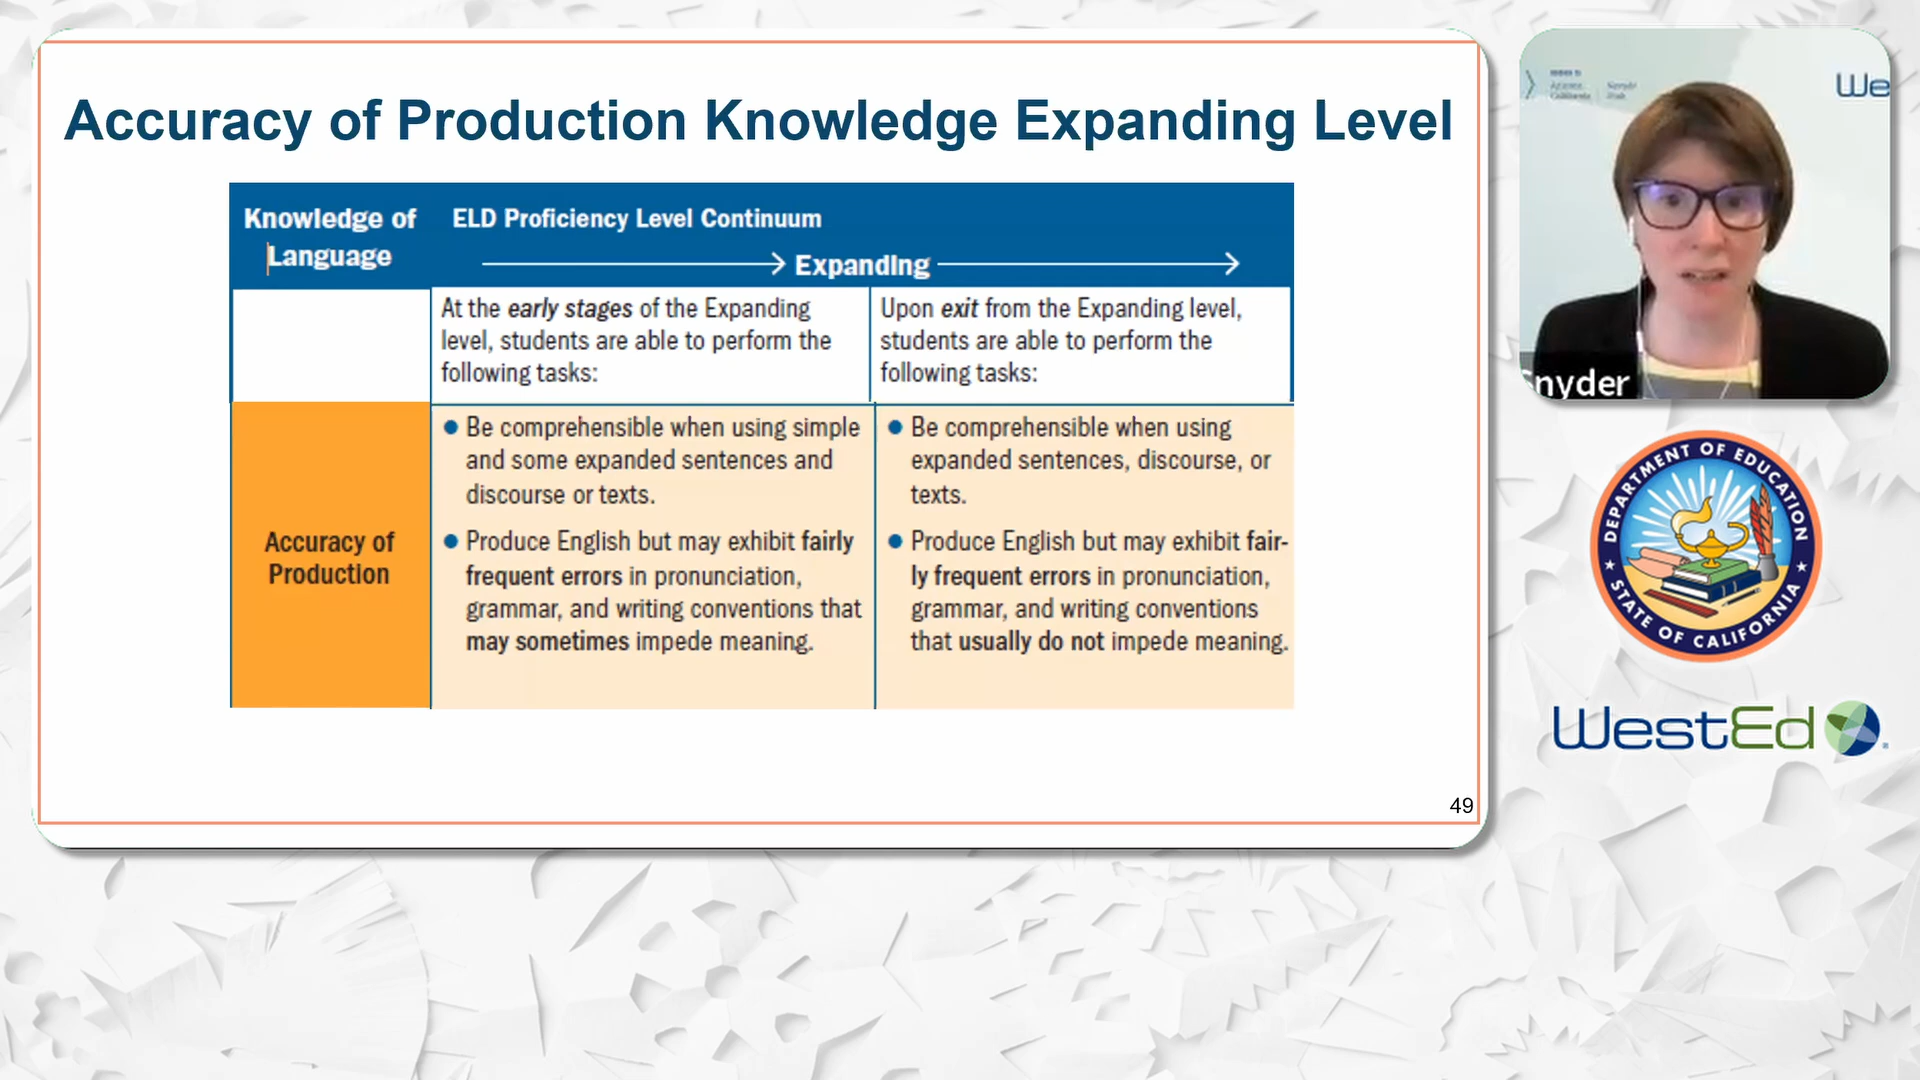 Accuracy of Production Knowledge Expanding Level
Knowledge of
Language
ELD Proficiency Level Continuum
Expanding
At the early stages of the Expanding
level, students are able to perform the
following tasks:
Upon exit from the Expanding level,
students are able to perform the
following tasks:
Accuracy of
Production
Be comprehensible when using simple
and some expanded sentences and
discourse or texts.
Produce English but may exhibit fairly
frequent errors in pronunciation,
grammar, and writing conventions that
may sometimes impede meaning.
Be comprehensible when using
expanded sentences, discourse, or
texts.
Produce English but may exhibit fair-
ly frequent errors in pronunciation,
grammar, and writing conventions
that usually do not impede meaning.
49
We
Snyder
DEPARTMENT OF EDUCATION
STATE OF CALIFORNIA
WestEd